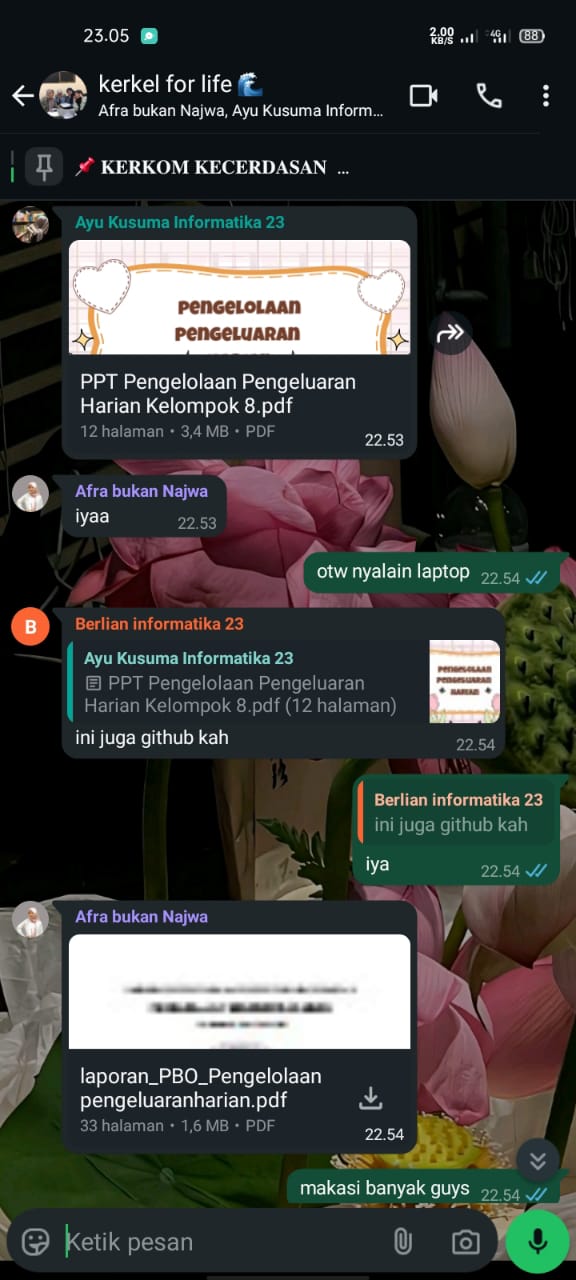 23.05
2.00
KB/S
4G
88
kerkel for life🌊
Afra bukan Najwa, Ayu Kusuma Inform...
📌 KERKOM KECERDASAN ...
Ayu Kusuma Informatika 23
PENGELOLAAN
PENGELUARAN
PPT Pengelolaan Pengeluaran
Harian Kelompok 8.pdf
12 halaman • 3,4 MB • PDF
22.53
Afra bukan Najwa
iyaa
22.53
otw nyalain laptop
22.54
B
Berlian informatika 23
Ayu Kusuma Informatika 23
PPT Pengelolaan Pengeluaran
Harian Kelompok 8.pdf (12 halaman)
PENGELOLAAN
PENGELUARAN
HARIAN
ini juga github kah
22.54
Berlian informatika 23
ini juga github kah
iya
22.54
Afra bukan Najwa
laporan_PBO_Pengelolaan
pengeluaranharian.pdf
33 halaman • 1,6 MB • PDF
22.54
makasi banyak guys
22.54
Ketik pesan